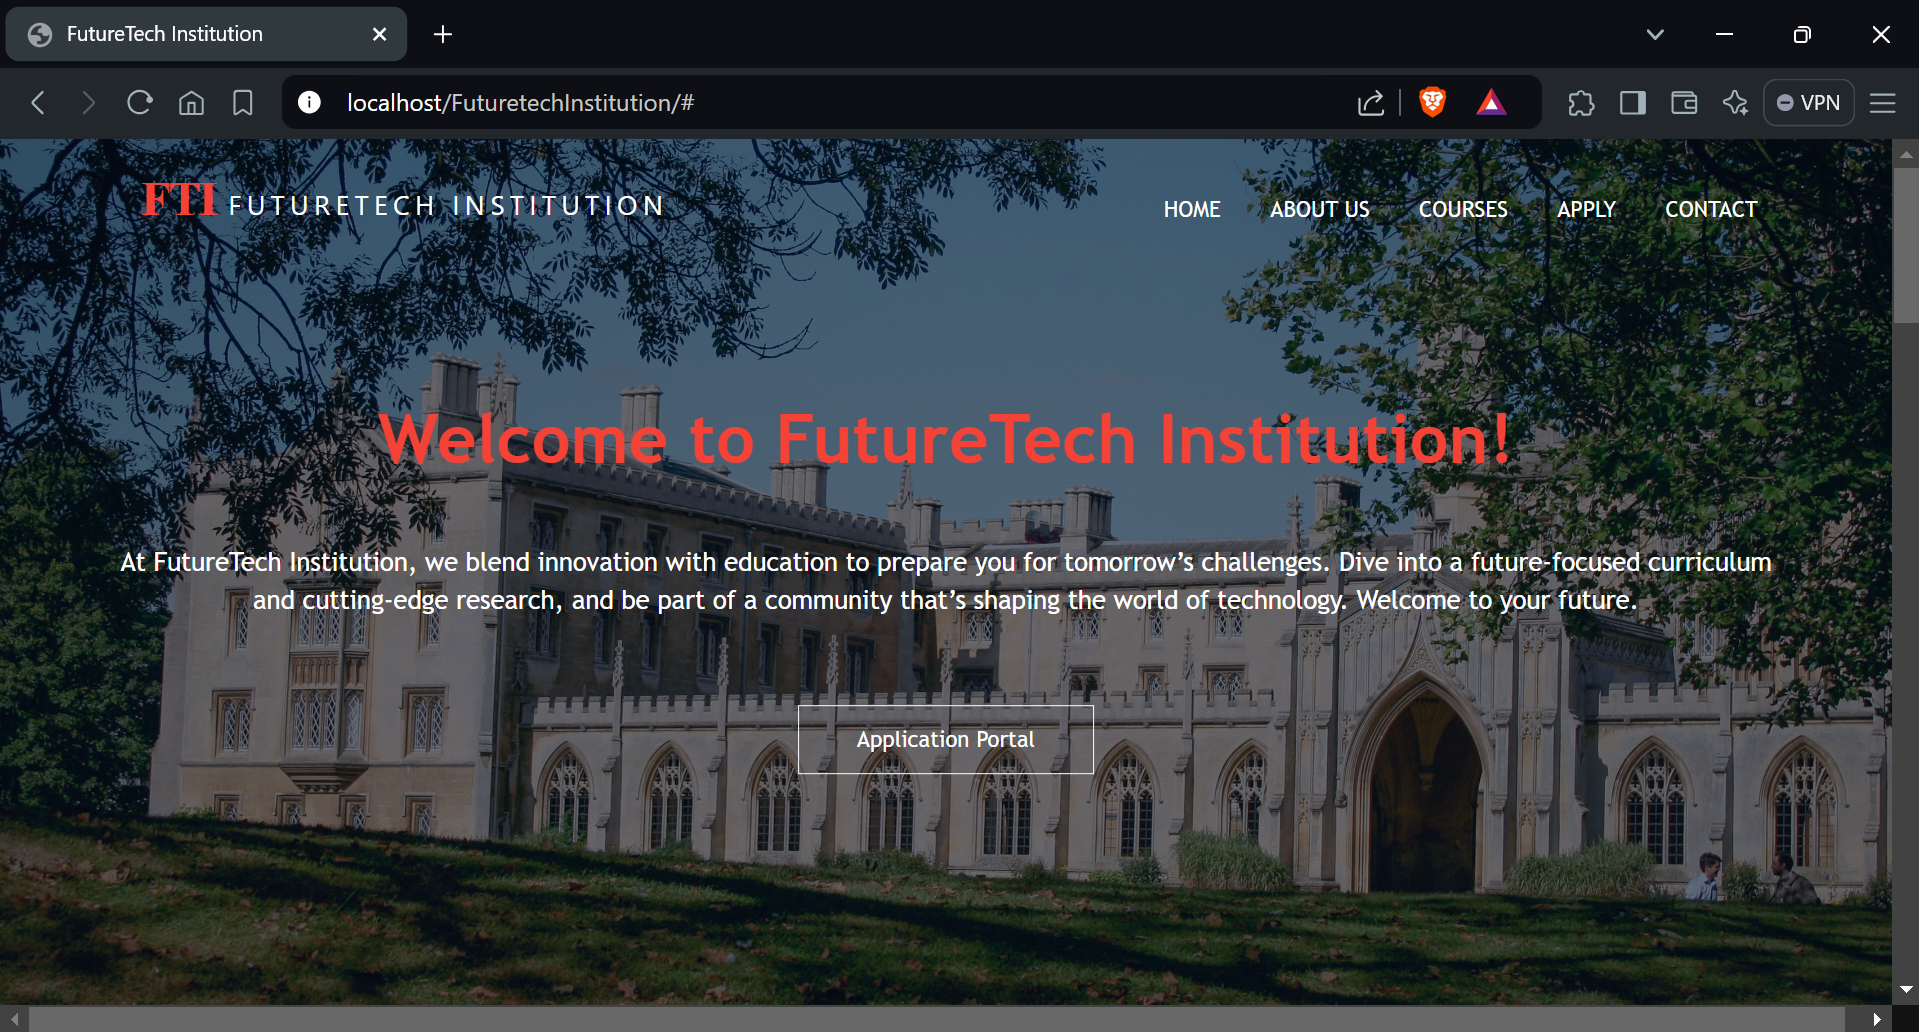 FutureTech Institution
localhost/FuturetechInstitution/#
VPN
FTI FUTURETECH INSTITUTION
HOME ABOUT US COURSES APPLY CONTACT
Welcome to FutureTech Institution!
At FutureTech Institution, we blend innovation with education to prepare you for tomorrow’s challenges. Dive into a future-focused curriculum
and cutting-edge research, and be part of a community that’s shaping the world of technology. Welcome to your future.
Application Portal